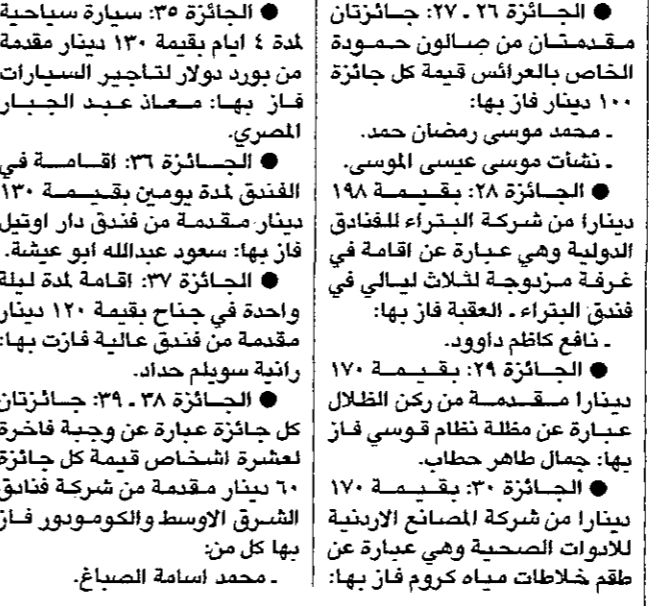 ● الجائزة ٢٦ ـ ٢٧: جائزتان
مقدمتان من صالون حمودة
الخاص بالعرائس قيمة كل جائزة
١٠٠ دينار فاز بها:
ـ محمد موسى رمضان حمد.
ـ نشأت موسى عيسى الموسى.
● الجائزة ٢٨: بقيمة ١٩٨
دينارا من شركة البتراء للفنادق
الدولية وهي عبارة عن اقامة في
غرفة مزدوجة لثلاث ليالي في
فندق البتراء ـ العقبة فاز بها:
ـ نافع كاظم داوود.
● الجائزة ٢٩: بقيمة ١٧٠
دينارا مقدمة من ركن الظلال
عبارة عن مظلة نظام قوسي فاز
بها: جمال طاهر حطاب.
● الجائزة ٣٠: بقيمة ١٧٠
دينارا من شركة المصانع الاردنية
للادوات الصحية وهي عبارة عن
طقم خلاطات مياه كروم فاز بها:
● الجائزة ٣٥: سيارة سياحية
لمدة ٤ ايام بقيمة ١٣٠ دينار مقدمة
من بورد دولار لتأجير السيارات
فاز بها: معاذ عبد الجبار
المصري.
● الجائزة ٣٦: اقامة في
الفندق لمدة يومين بقيمة ١٣٠
دينار مقدمة من فندق دار اوتيل
فاز بها: سعود عبدالله ابو عيشة.
● الجائزة ٣٧: اقامة لمدة ليلة
واحدة في جناح بقيمة ١٢٠ دينار
مقدمة من فندق عالية فازت بها:
رانية سويلم حداد.
● الجائزة ٣٨ ـ ٣٩: جائزتان
كل جائزة عبارة عن وجبة فاخرة
لعشرة اشخاص قيمة كل جائزة
٦٠ دينار مقدمة من شركة فنادق
الشرق الاوسط والكومودور فاز
بها كل من:
ـ محمد اسامة الصباغ.